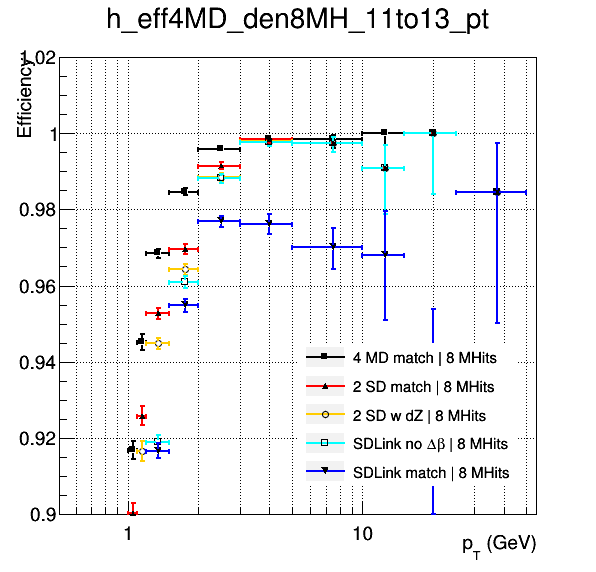 h_eff4MD_den8MH_11to13_pt
Efficiency
1.02
1
0.98
0.96
0.94
0.92
0.9
4 MD match | 8 MHits
2 SD match | 8 MHits
2 SD w dZ | 8 MHits
SDLink no Δβ | 8 MHits
SDLink match | 8 MHits
1
10
p_T (GeV)